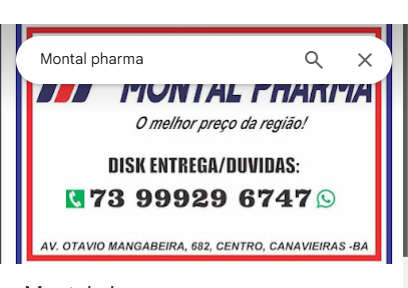 Montal pharma
MONTAL PHARMA
O melhor preço da região!
DISK ENTREGA/DUVIDAS:
73 99929 6747
AV. OTAVIO MANGABEIRA, 682, CENTRO, CANAVIEIRAS -BA